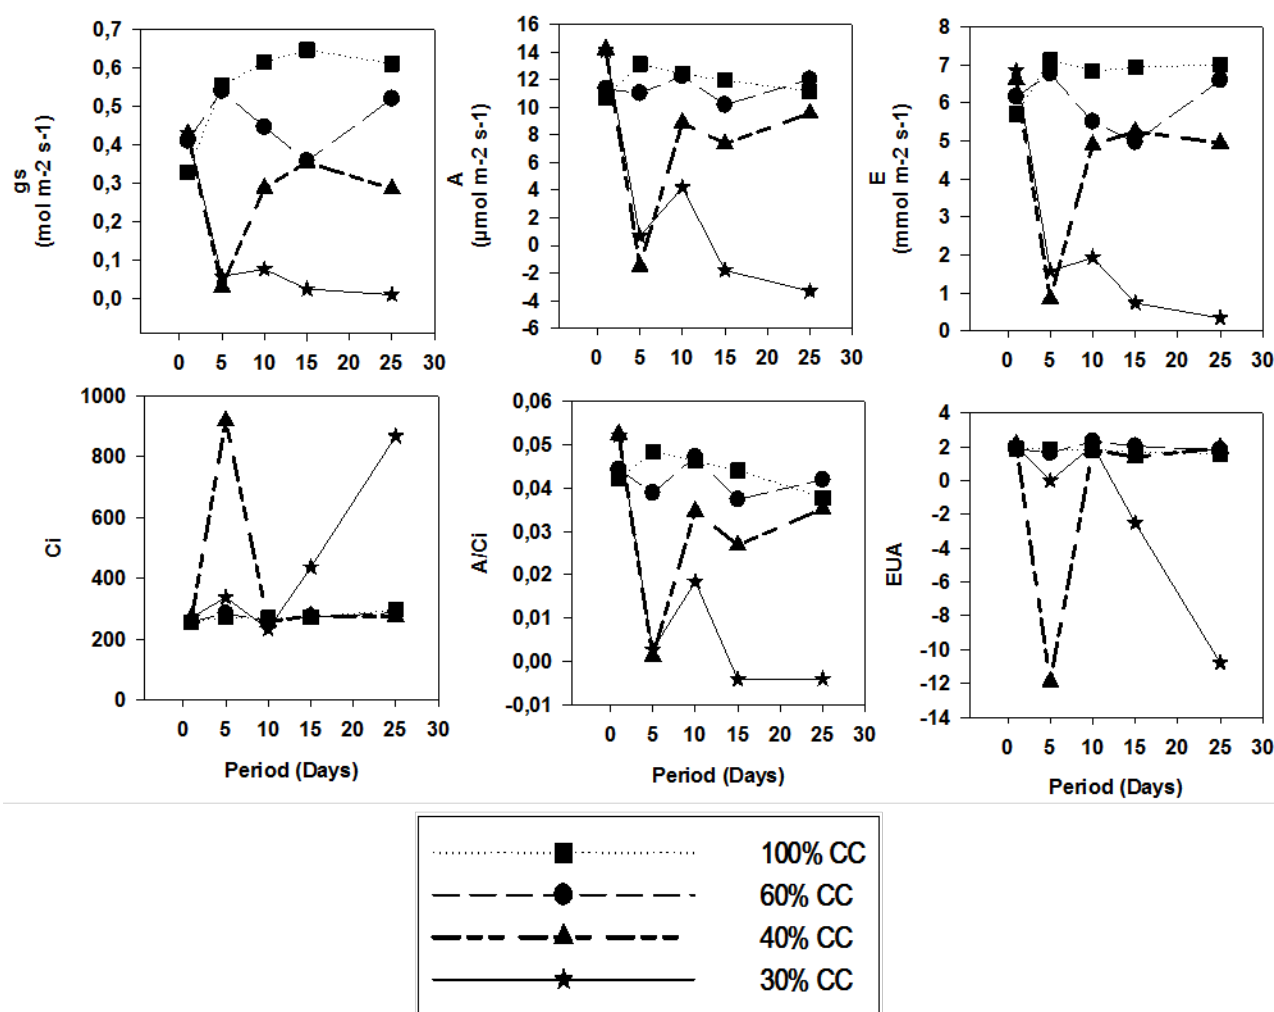 gs
(mol m-2 s-1)
0,7
0,6
0,5
0,4
0,3
0,2
0,1
0,0
0 5 10 15 20 25 30
A
(µmol m-2 s-1)
16
14
12
10
8
6
4
2
0
-2
-4
-6
0 5 10 15 20 25 30
E
(mmol m-2 s-1)
8
7
6
5
4
3
2
1
0
0 5 10 15 20 25 30
Ci
1000
800
600
400
200
0
0 5 10 15 20 25 30
Period (Days)
A/Ci
0,06
0,05
0,04
0,03
0,02
0,01
0,00
-0,01
0 5 10 15 20 25 30
Period (Days)
EUA
4
2
0
-2
-4
-6
-8
-10
-12
-14
0 5 10 15 20 25 30
Period (Days)
100% CC
60% CC
40% CC
30% CC